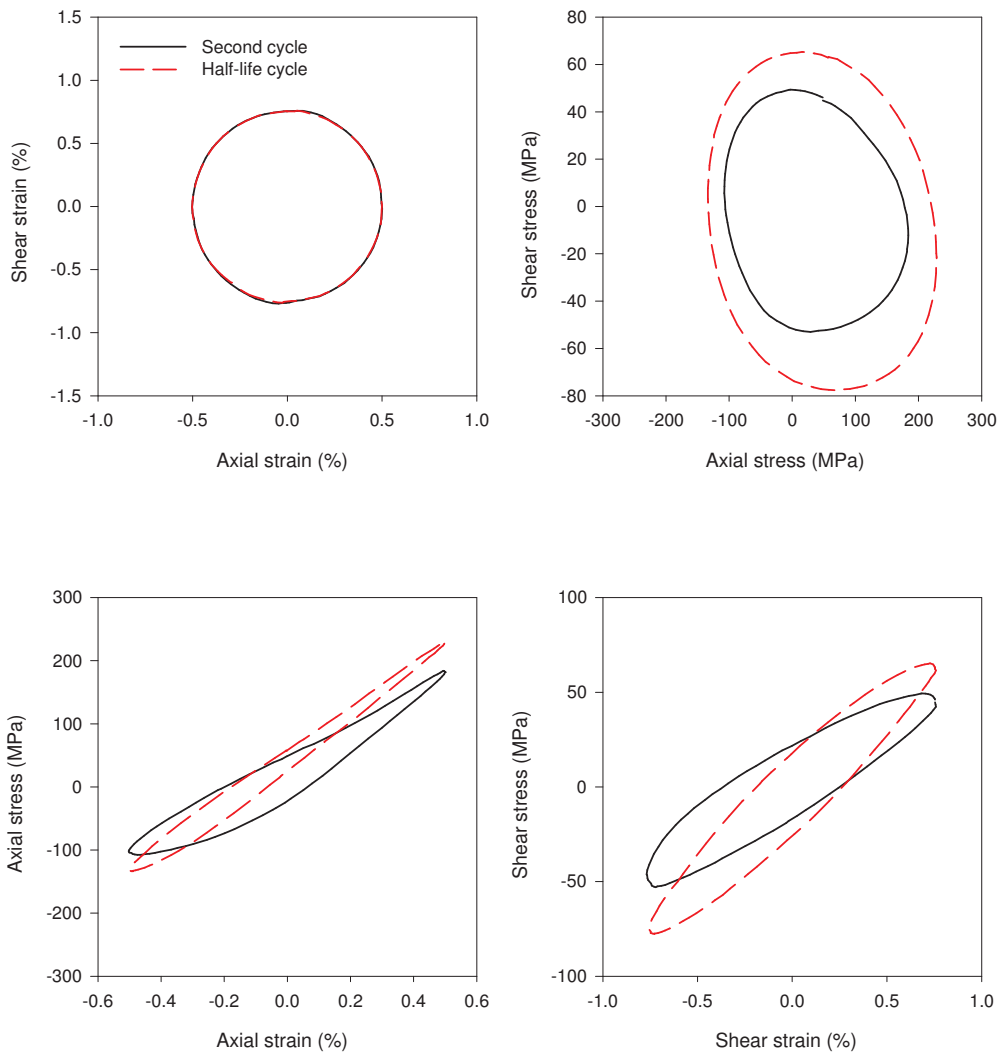 1.5
1.0
0.5
0.0
-0.5
-1.0
-1.5
Shear strain (%)
Second cycle
Half-life cycle
-1.0 -0.5 0.0 0.5 1.0
Axial strain (%)
80
60
40
20
0
-20
-40
-60
-80
Shear stress (MPa)
-300 -200 -100 0 100 200 300
Axial stress (MPa)
300
200
100
0
-100
-200
-300
Axial stress (MPa)
-0.6 -0.4 -0.2 0.0 0.2 0.4 0.6
Axial strain (%)
100
50
0
-50
-100
Shear stress (MPa)
-1.0 -0.5 0.0 0.5 1.0
Shear strain (%)